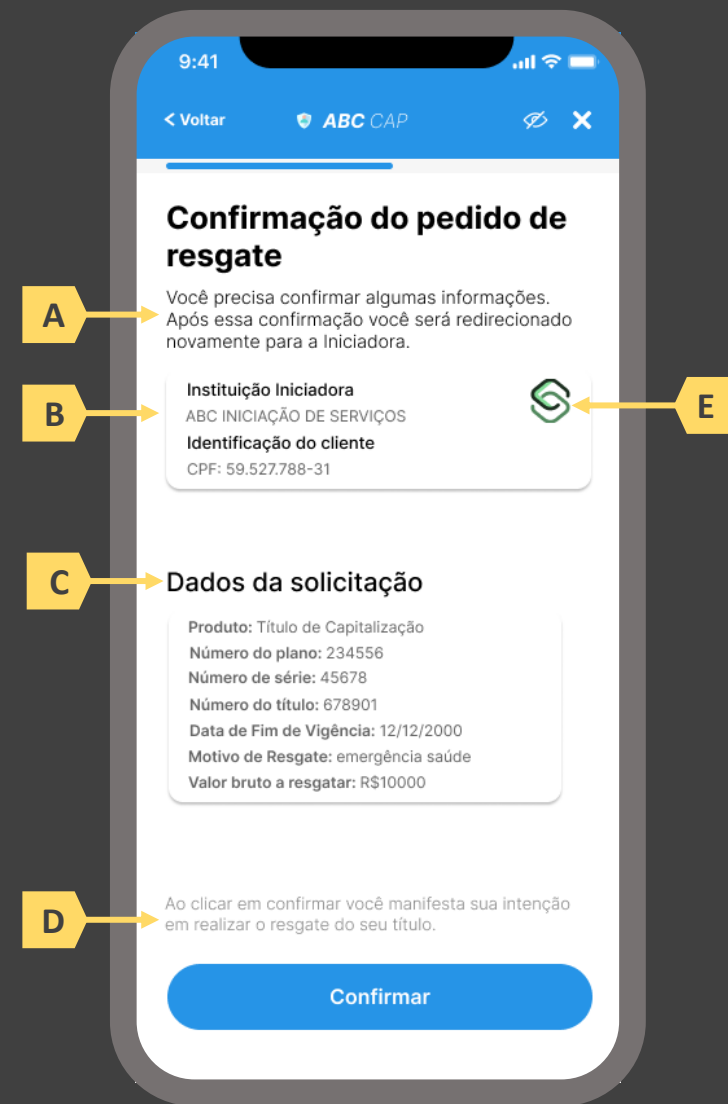 9:41
< Voltar
ABC CAP
Confirmação do pedido de
resgate
A
Você precisa confirmar algumas informações.
Após essa confirmação você será redirecionado
novamente para a Iniciadora.
B
Instituição Iniciadora
ABC INICIAÇÃO DE SERVIÇOS
Identificação do cliente
CPF: 59.527.788-31
E
C
Dados da solicitação
Produto: Título de Capitalização
Número do plano: 234556
Número de série: 45678
Número do título: 678901
Data de Fim de Vigência: 12/12/2000
Motivo de Resgate: emergência saúde
Valor bruto a resgatar: R$10000
D
Ao clicar em confirmar você manifesta sua intenção
em realizar o resgate do seu título.
Confirmar